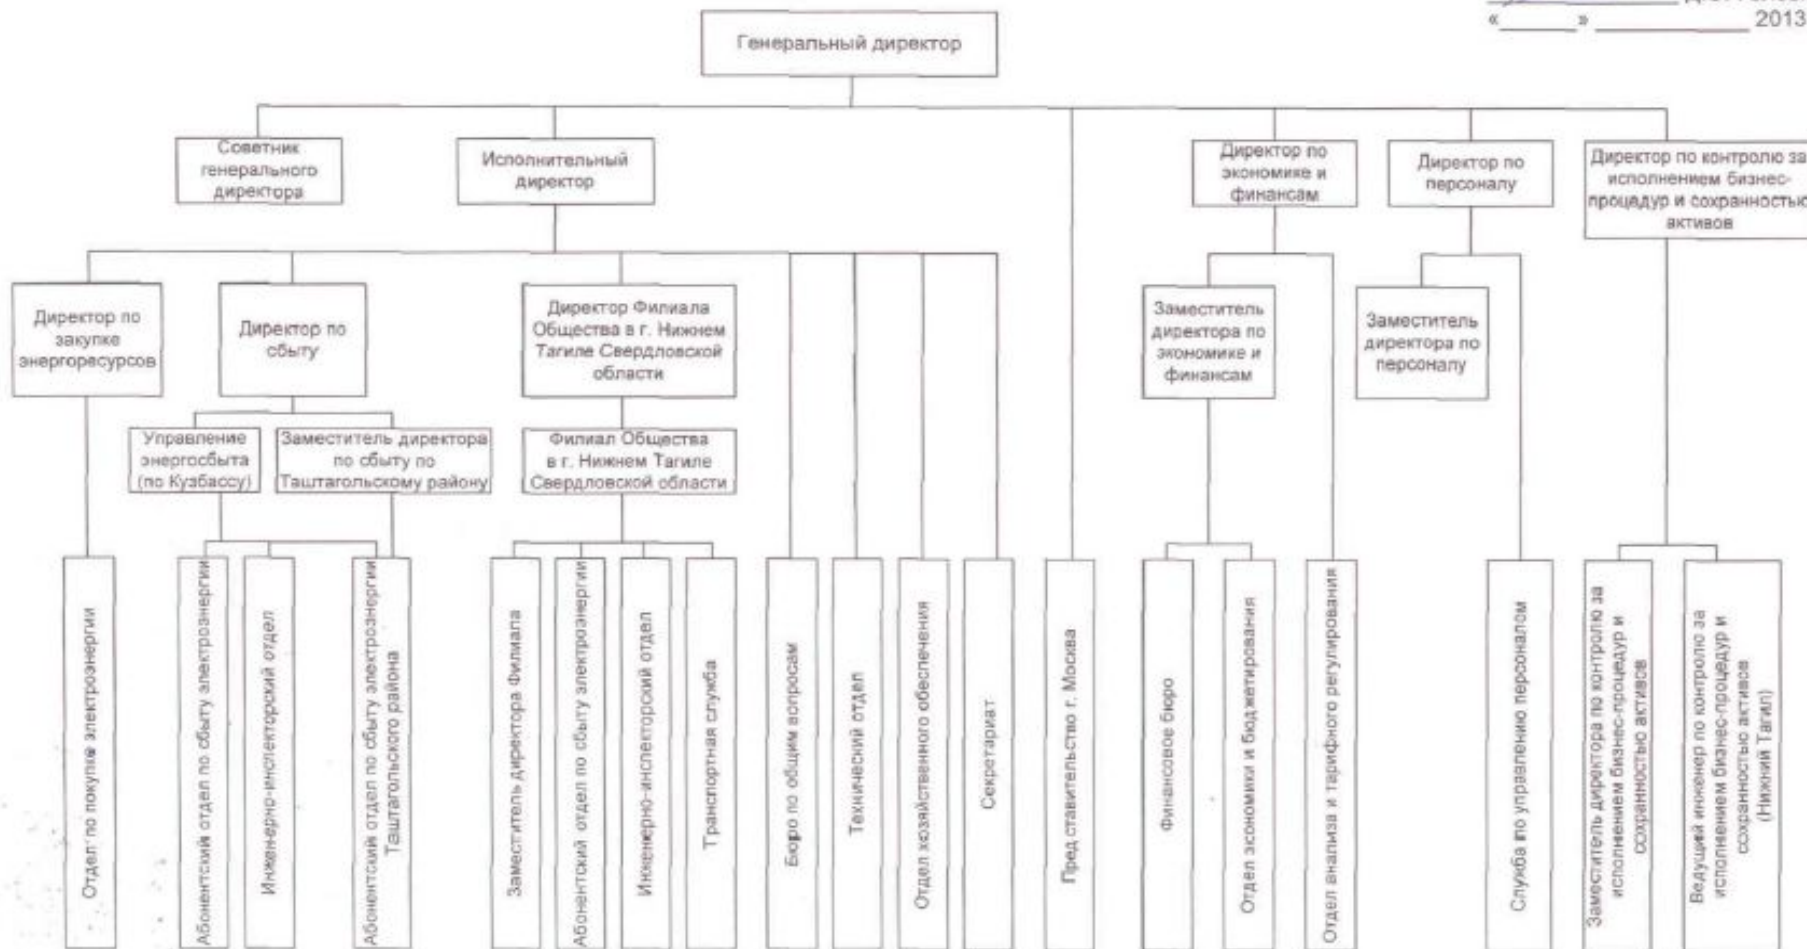 «_____» __________ 2013
Генеральный директор
Советник
генерального
директора
Исполнительный
директор
Директор по
экономике и
финансам
Директор по
персоналу
Директор по контролю за
исполнением бизнес-
процедур и сохранностью
активов
Директор по
закупке
энергоресурсов
Директор по
сбыту
Директор Филиала
Общества в г. Нижнем
Тагиле Свердловской
области
Заместитель
директора по
экономике и
финансам
Заместитель
директора по
персоналу
Управление
энергосбыта
(по Кузбассу)
Заместитель директора
по сбыту по
Таштагольскому району
Филиал Общества
в г. Нижнем Тагиле
Свердловской области
Отдел по покупке электроэнергии
Абонентский отдел по сбыту электроэнергии
Инженерно-инспекторский отдел
Абонентский отдел по сбыту электроэнергии
Таштагольского района
Заместитель директора Филиала
Абонентский отдел по сбыту электроэнергии
Инженерно-инспекторский отдел
Транспортная служба
Бюро по общим вопросам
Технический отдел
Отдел хозяйственного обеспечения
Секретариат
Представительство г. Москва
Финансовое бюро
Отдел экономики и бюджетирования
Отдел анализа и тарифного регулирования
Служба по управлению персоналом
Заместитель директора по контролю за
исполнением бизнес-процедур и
сохранностью активов
Ведущий инженер по контролю за
исполнением бизнес-процедур и
сохранностью активов
(Нижний Тагил)